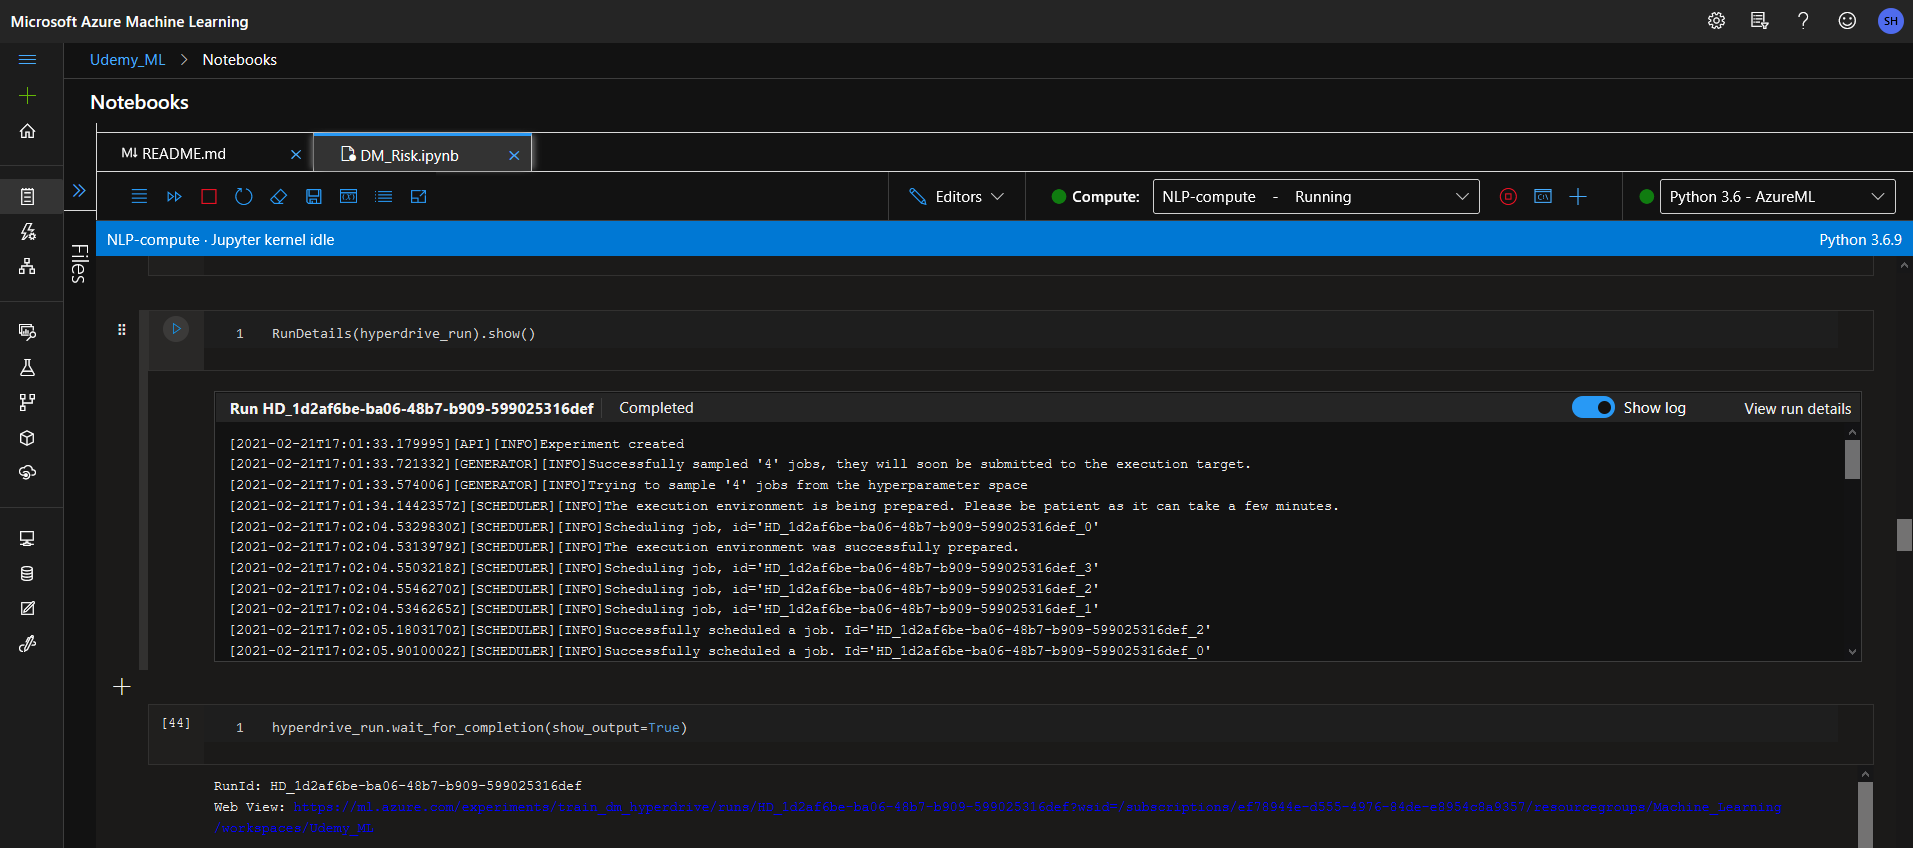 Microsoft Azure Machine Learning
SH
Udemy_ML > Notebooks
Notebooks
M↓ README.md × DM_Risk.ipynb ×
Editors Compute: NLP-compute - Running Python 3.6 - AzureML
NLP-compute · Jupyter kernel idle Python 3.6.9
Files
1 RunDetails(hyperdrive_run).show()
Run HD_1d2af6be-ba06-48b7-b909-599025316def Completed Show log View run details
[2021-02-21T17:01:33.179995][API][INFO]Experiment created
[2021-02-21T17:01:33.721332][GENERATOR][INFO]Successfully sampled '4' jobs, they will soon be submitted to the execution target.
[2021-02-21T17:01:33.574006][GENERATOR][INFO]Trying to sample '4' jobs from the hyperparameter space
[2021-02-21T17:01:34.1442357Z][SCHEDULER][INFO]The execution environment is being prepared. Please be patient as it can take a few minutes.
[2021-02-21T17:02:04.5329830Z][SCHEDULER][INFO]Scheduling job, id='HD_1d2af6be-ba06-48b7-b909-599025316def_0'
[2021-02-21T17:02:04.5313979Z][SCHEDULER][INFO]The execution environment was successfully prepared.
[2021-02-21T17:02:04.5503218Z][SCHEDULER][INFO]Scheduling job, id='HD_1d2af6be-ba06-48b7-b909-599025316def_3'
[2021-02-21T17:02:04.5546270Z][SCHEDULER][INFO]Scheduling job, id='HD_1d2af6be-ba06-48b7-b909-599025316def_2'
[2021-02-21T17:02:04.5346265Z][SCHEDULER][INFO]Scheduling job, id='HD_1d2af6be-ba06-48b7-b909-599025316def_1'
[2021-02-21T17:02:05.1803170Z][SCHEDULER][INFO]Successfully scheduled a job. Id='HD_1d2af6be-ba06-48b7-b909-599025316def_2'
[2021-02-21T17:02:05.9010002Z][SCHEDULER][INFO]Successfully scheduled a job. Id='HD_1d2af6be-ba06-48b7-b909-599025316def_0'
[44] 1 hyperdrive_run.wait_for_completion(show_output=True)
RunId: HD_1d2af6be-ba06-48b7-b909-599025316def
Web View:
/workspaces/Udemy_ML